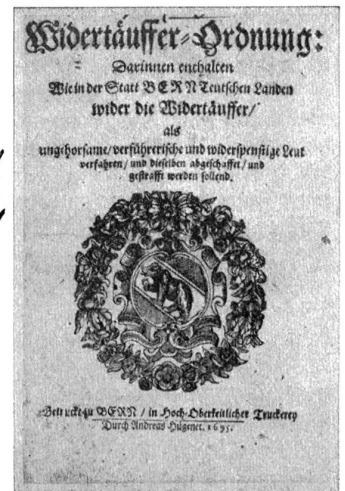 Widertäuffer-Ordnung:
Darinnen enthalten
Wie in der Statt BERN Teutschen Landen
wider die Widertäuffer/
als
ungehorsame/verführerische und widerspenstige Leut
verfahren/ und dieselben abgeschaffet/ und
gestrafft werden sollend.
Getruckt zu BERN/ in Hoch-Oberkeitlicher Truckerey
Durch Andreas Hügenet. 1695.